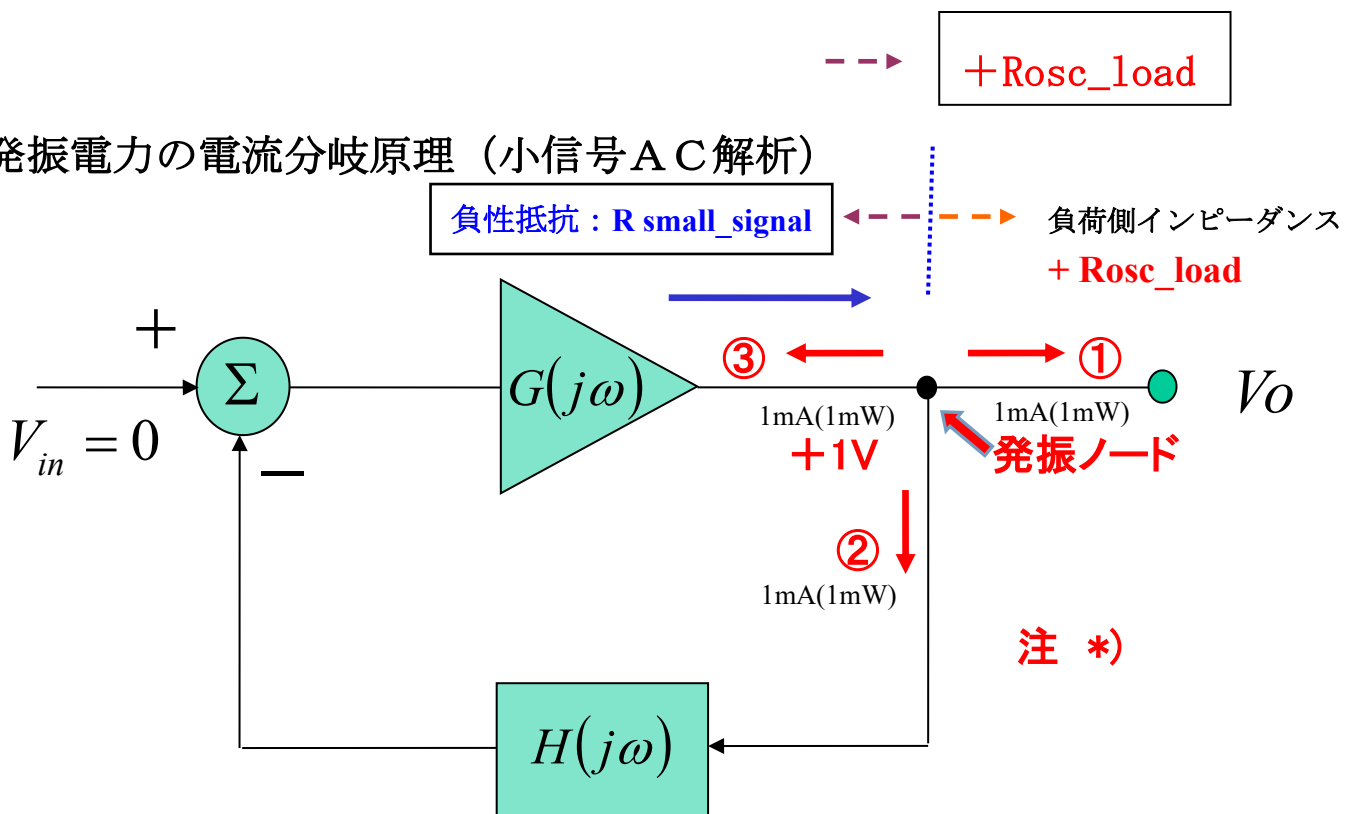 +Rosc_load
発振電力の電流分岐原理（小信号ＡＣ解析）
負性抵抗：R small_signal
負荷側インピーダンス
+ Rosc_load
+
Σ
G(jω)
③
①
Vo
V_in = 0
−
1mA(1mW)
1mA(1mW)
＋1V
発振ノード
②
1mA(1mW)
注 *)
H(jω)